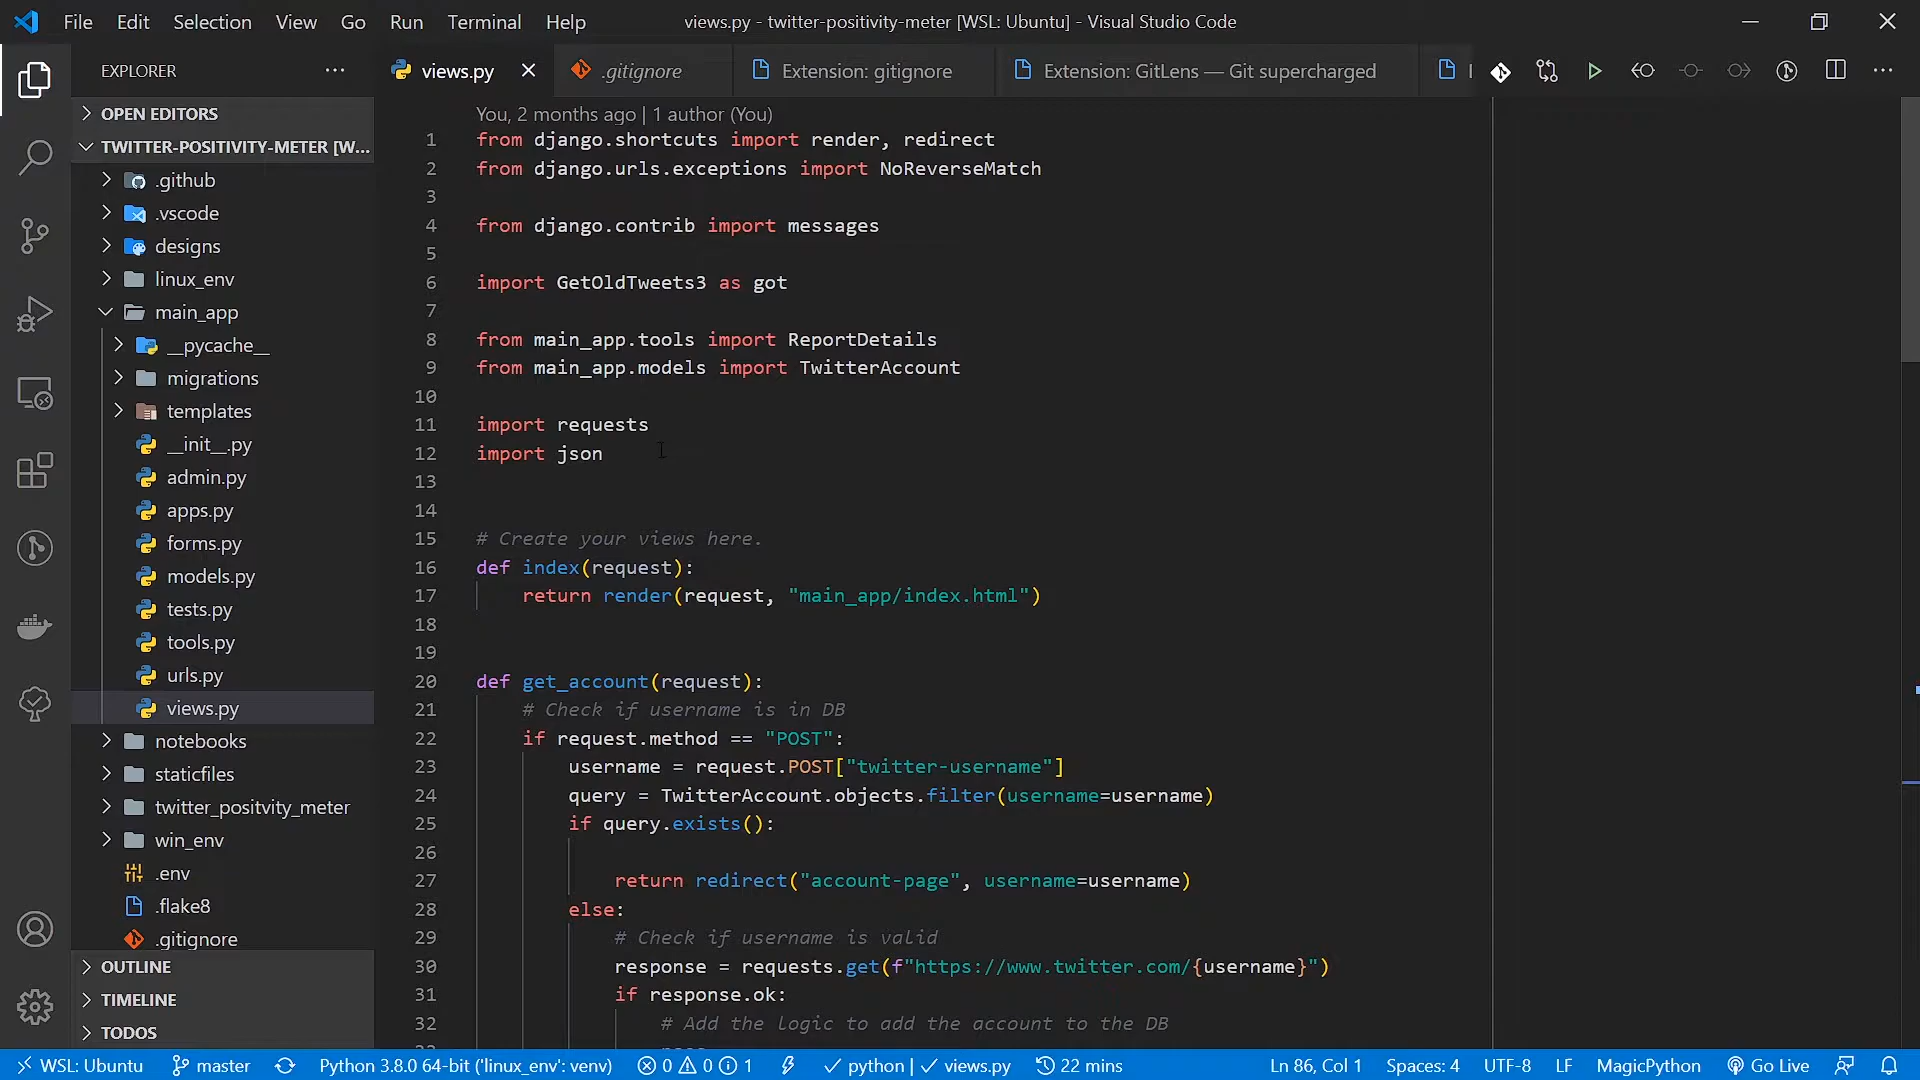 File Edit Selection View Go Run Terminal Help
views.py - twitter-positivity-meter [WSL: Ubuntu] - Visual Studio Code
EXPLORER
views.py
.gitignore
Extension: gitignore
Extension: GitLens — Git supercharged
OPEN EDITORS
TWITTER-POSITIVITY-METER [W...
.github
.vscode
designs
linux_env
main_app
__pycache__
migrations
templates
__init__.py
admin.py
apps.py
forms.py
models.py
tests.py
tools.py
urls.py
views.py
notebooks
staticfiles
twitter_positvity_meter
win_env
.env
.flake8
.gitignore
OUTLINE
TIMELINE
TODOS
You, 2 months ago | 1 author (You)
1 from django.shortcuts import render, redirect
2 from django.urls.exceptions import NoReverseMatch
3
4 from django.contrib import messages
5
6 import GetOldTweets3 as got
7
8 from main_app.tools import ReportDetails
9 from main_app.models import TwitterAccount
10
11 import requests
12 import json
13
14
15 # Create your views here.
16 def index(request):
17 return render(request, "main_app/index.html")
18
19
20 def get_account(request):
21 # Check if username is in DB
22 if request.method == "POST":
23 username = request.POST["twitter-username"]
24 query = TwitterAccount.objects.filter(username=username)
25 if query.exists():
26
27 return redirect("account-page", username=username)
28 else:
29 # Check if username is valid
30 response = requests.get(f"https://www.twitter.com/{username}")
31 if response.ok:
32 # Add the logic to add the account to the DB
WSL: Ubuntu master Python 3.8.0 64-bit ('linux_env': venv) 0 0 1 python | views.py 22 mins Ln 86, Col 1 Spaces: 4 UTF-8 LF MagicPython Go Live